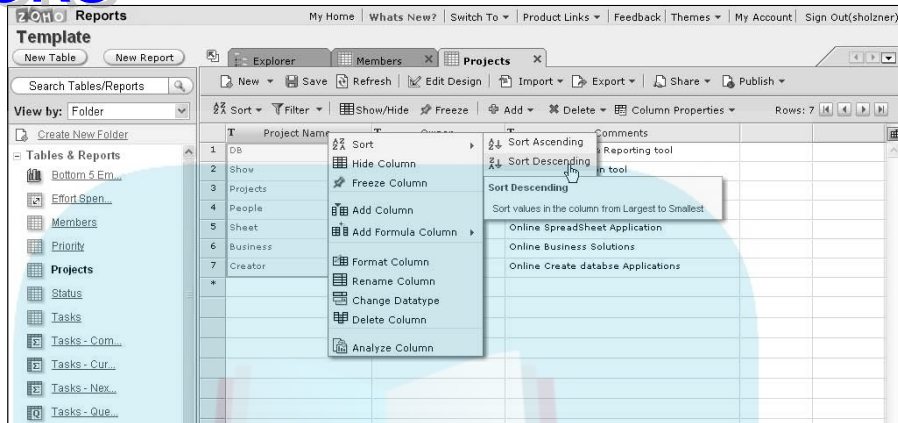 ZOHO Reports
My Home | Whats New? | Switch To | Product Links | Feedback | Themes | My Account | Sign Out(sholzner)
Template
New Table New Report
Explorer Members X Projects X
Search Tables/Reports
New Save Refresh | Edit Design | Import Export | Share Publish
View by: Folder
Sort Filter | Show/Hide Freeze | Add Delete Column Properties Rows: 7
Create New Folder
T Project Name T Owner T Comments
Tables & Reports
Bottom 5 Em...
Effort Spen...
Members
Priority
Projects
Status
Tasks
Tasks - Com...
Tasks - Cur...
Tasks - Nex...
Tasks - Que...
1 DB Reporting tool
2 Show tool
3 Projects
4 People
5 Sheet Online SpreadSheet Application
6 Business Online Business Solutions
7 Creator Online Create databse Applications
*
Sort
Hide Column
Freeze Column
Add Column
Add Formula Column
Format Column
Rename Column
Change Datatype
Delete Column
Analyze Column
Sort Ascending
Sort Descending
Sort Descending
Sort values in the column from Largest to Smallest